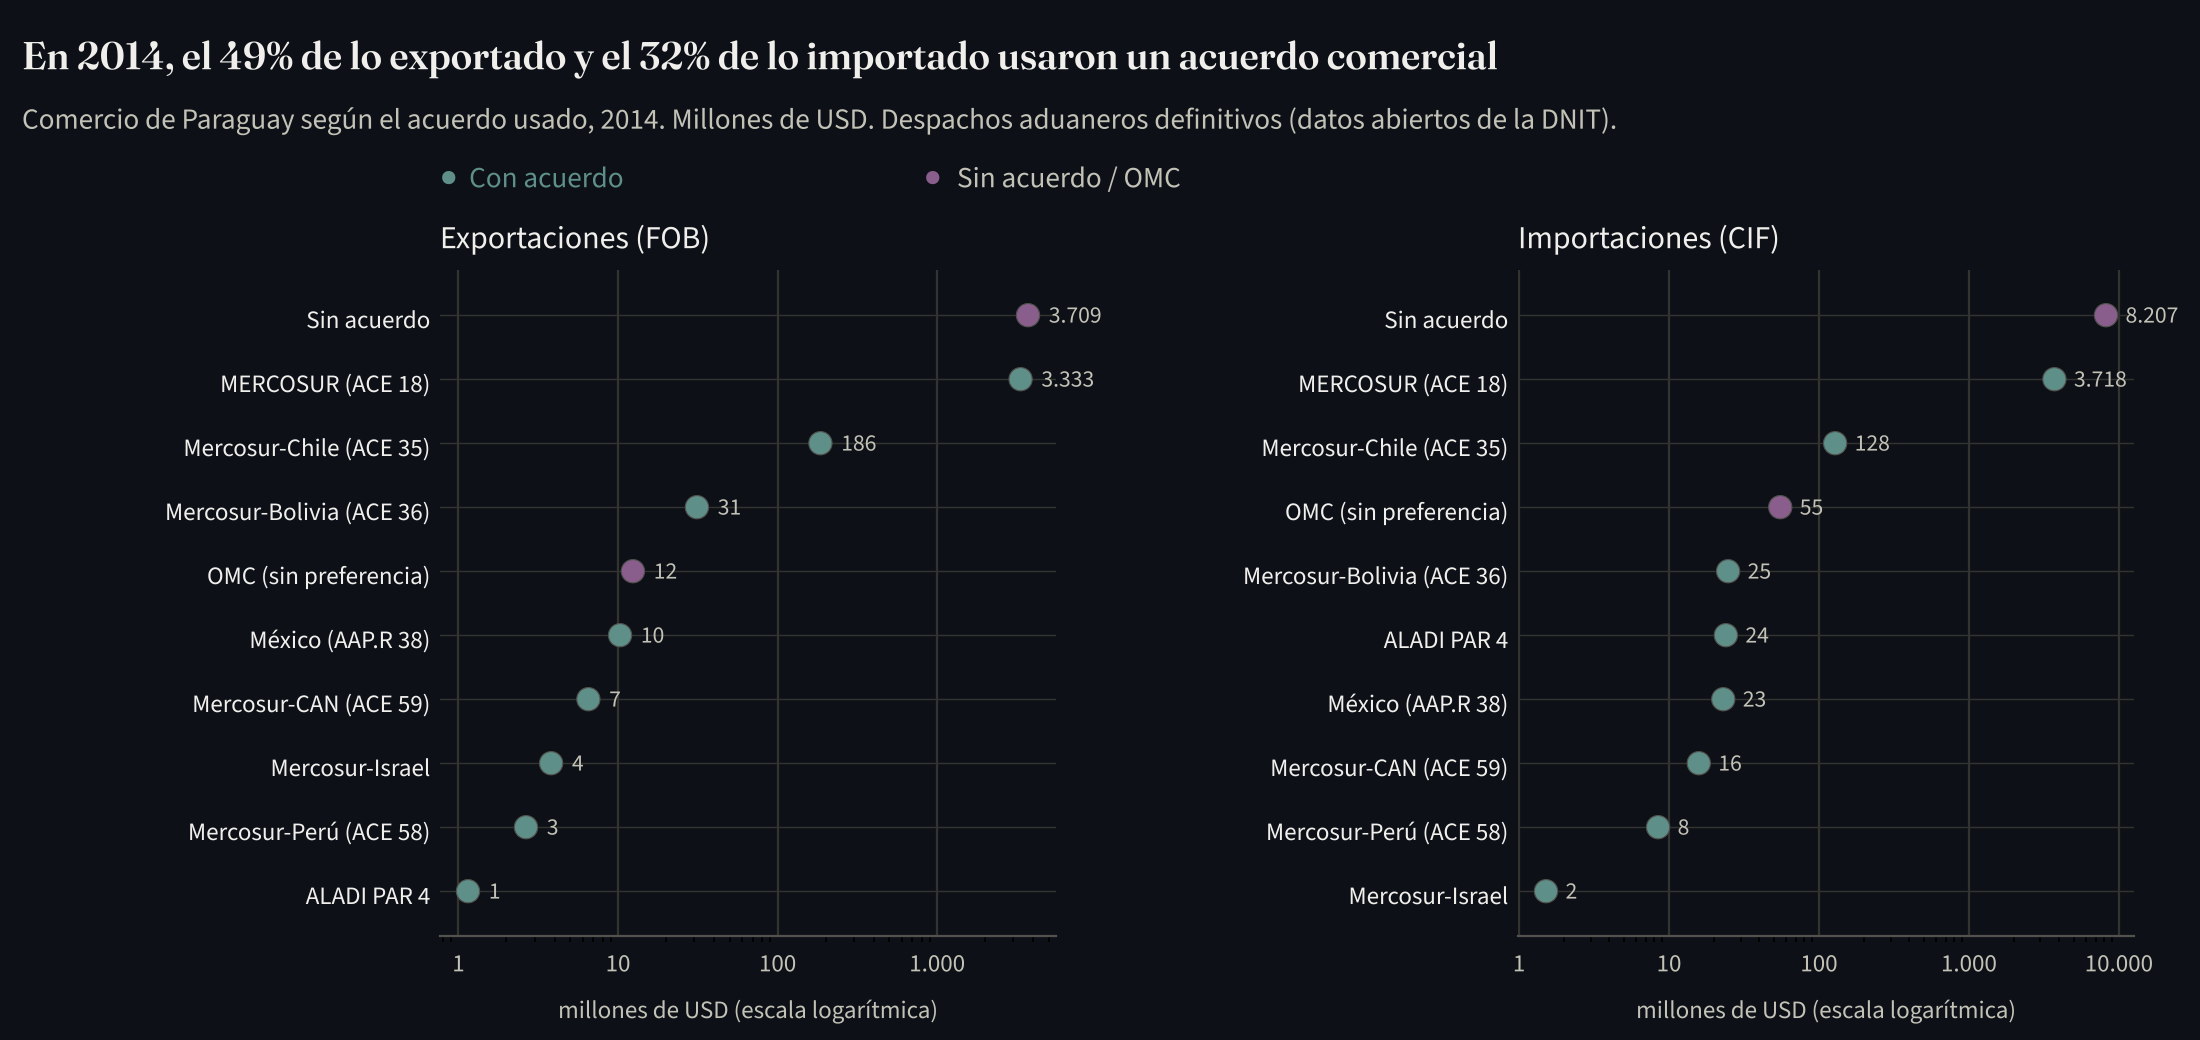 En 2014, el 49% de lo exportado y el 32% de lo importado usaron un acuerdo comercial
Comercio de Paraguay según el acuerdo usado, 2014. Millones de USD. Despachos aduaneros definitivos (datos abiertos de la DNIT).
Con acuerdo
Sin acuerdo / OMC
Exportaciones (FOB)
Sin acuerdo 3.709
MERCOSUR (ACE 18) 3.333
Mercosur-Chile (ACE 35) 186
Mercosur-Bolivia (ACE 36) 31
OMC (sin preferencia) 12
México (AAP.R 38) 10
Mercosur-CAN (ACE 59) 7
Mercosur-Israel 4
Mercosur-Perú (ACE 58) 3
ALADI PAR 4 1
1 10 100 1.000
millones de USD (escala logarítmica)
Importaciones (CIF)
Sin acuerdo 8.207
MERCOSUR (ACE 18) 3.718
Mercosur-Chile (ACE 35) 128
OMC (sin preferencia) 55
Mercosur-Bolivia (ACE 36) 25
ALADI PAR 4 24
México (AAP.R 38) 23
Mercosur-CAN (ACE 59) 16
Mercosur-Perú (ACE 58) 8
Mercosur-Israel 2
1 10 100 1.000 10.000
millones de USD (escala logarítmica)